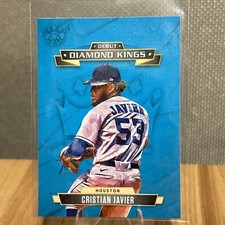 DEBUT
DIAMOND KINGS
JAVIER
53
HOUSTON
CRISTIAN JAVIER